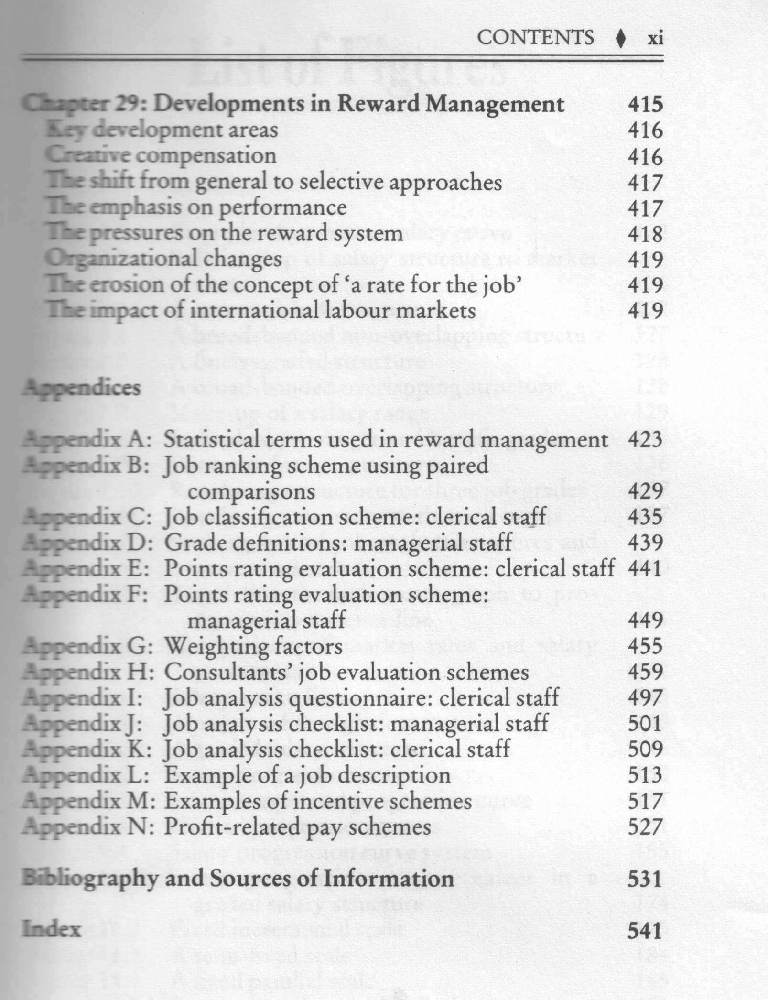 CONTENTS ♦ xi
Chapter 29: Developments in Reward Management 415
Key development areas 416
Creative compensation 416
The shift from general to selective approaches 417
The emphasis on performance 417
The pressures on the reward system 418
Organizational changes 419
The erosion of the concept of ‘a rate for the job’ 419
The impact of international labour markets 419
Appendices
Appendix A: Statistical terms used in reward management 423
Appendix B: Job ranking scheme using paired
comparisons 429
Appendix C: Job classification scheme: clerical staff 435
Appendix D: Grade definitions: managerial staff 439
Appendix E: Points rating evaluation scheme: clerical staff 441
Appendix F: Points rating evaluation scheme:
managerial staff 449
Appendix G: Weighting factors 455
Appendix H: Consultants’ job evaluation schemes 459
Appendix I: Job analysis questionnaire: clerical staff 497
Appendix J: Job analysis checklist: managerial staff 501
Appendix K: Job analysis checklist: clerical staff 509
Appendix L: Example of a job description 513
Appendix M: Examples of incentive schemes 517
Appendix N: Profit-related pay schemes 527
Bibliography and Sources of Information 531
Index 541